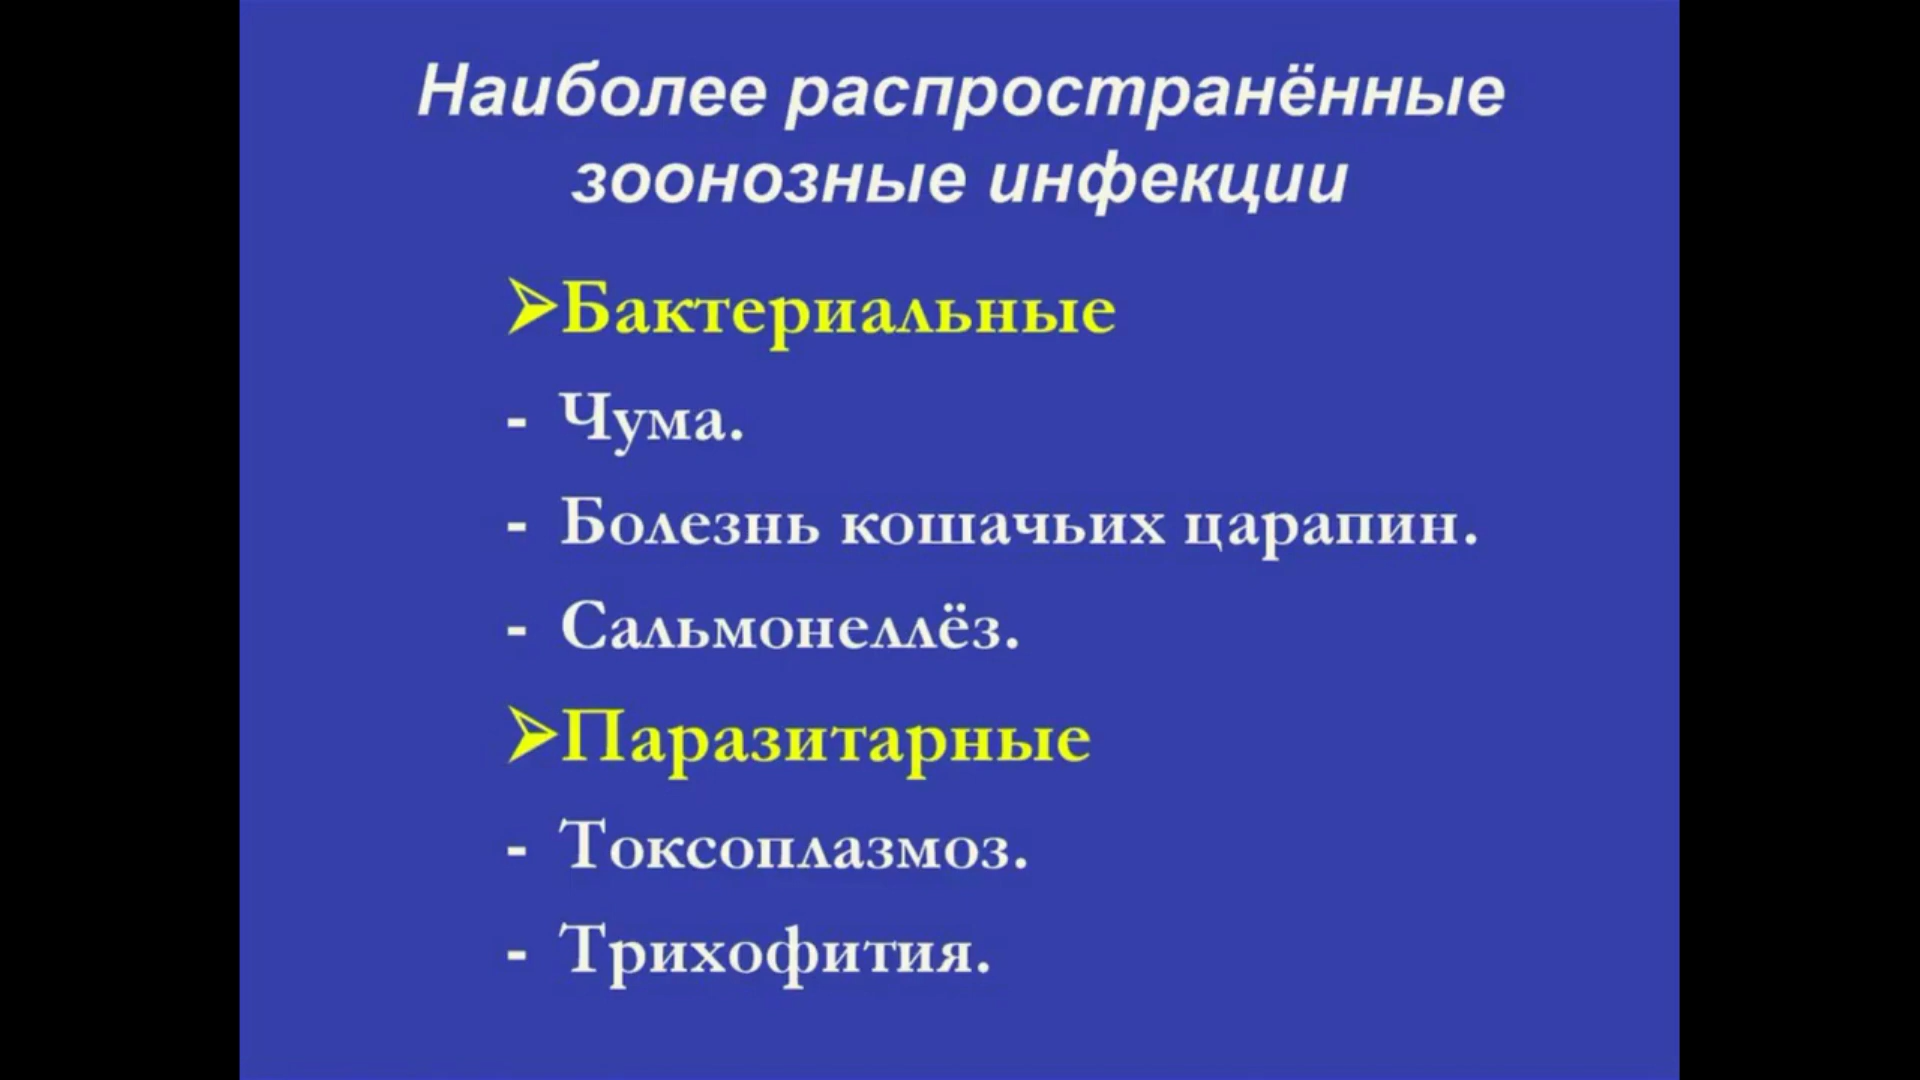 Наиболее распространённые
зоонозные инфекции
➢Бактериальные
- Чума.
- Болезнь кошачьих царапин.
- Сальмонеллёз.
➢Паразитарные
- Токсоплазмоз.
- Трихофития.